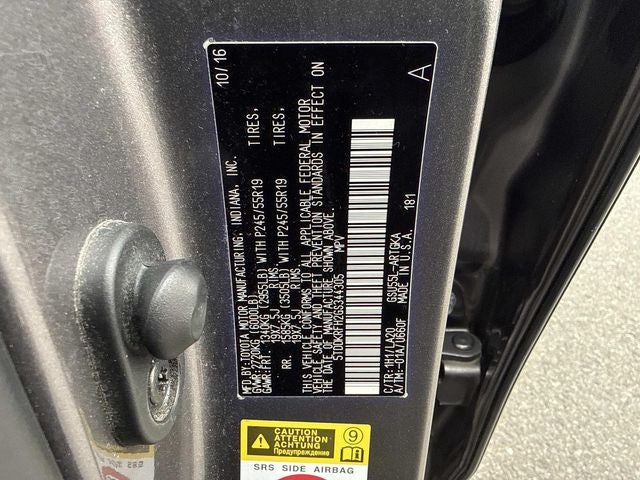 MFD.BY:TOYOTA MOTOR MANUFACTURING, INDIANA, INC. 10/16
GVWR:2720KG(6000LB)
GAWR:FRT. 1340KG (2955LB) WITH P245/55R19 TIRES,
19X7.5J RIMS,
RR. 1585KG (3505LB) WITH P245/55R19 TIRES,
19X7.5J RIMS
THIS VEHICLE CONFORMS TO ALL APPLICABLE FEDERAL MOTOR
VEHICLE SAFETY AND THEFT PREVENTION STANDARDS IN EFFECT ON
THE DATE OF MANUFACTURE SHOWN ABOVE.
5TDDKRFH2GS344305 MPV
A
C/TR:1H1/LA20 GSU55L-ARTGKA
A/TM:-01A/U660F MADE IN U.S.A. 181
CAUTION
ATTENTION
ACHTUNG
Предупреждение
9
SRS SIDE AIRBAG